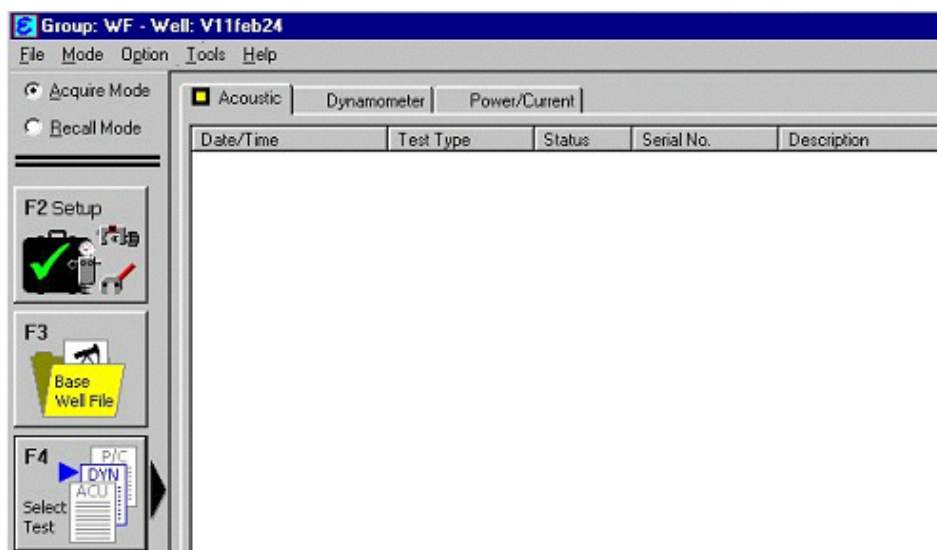 Group: WF - Well: V11feb24
File Mode Option Tools Help
Acquire Mode
Recall Mode
Acoustic Dynamometer Power/Current
Date/Time Test Type Status Serial No. Description
F2 Setup
F3
Base
Well File
F4
P/C
DYN
ACU
Select
Test